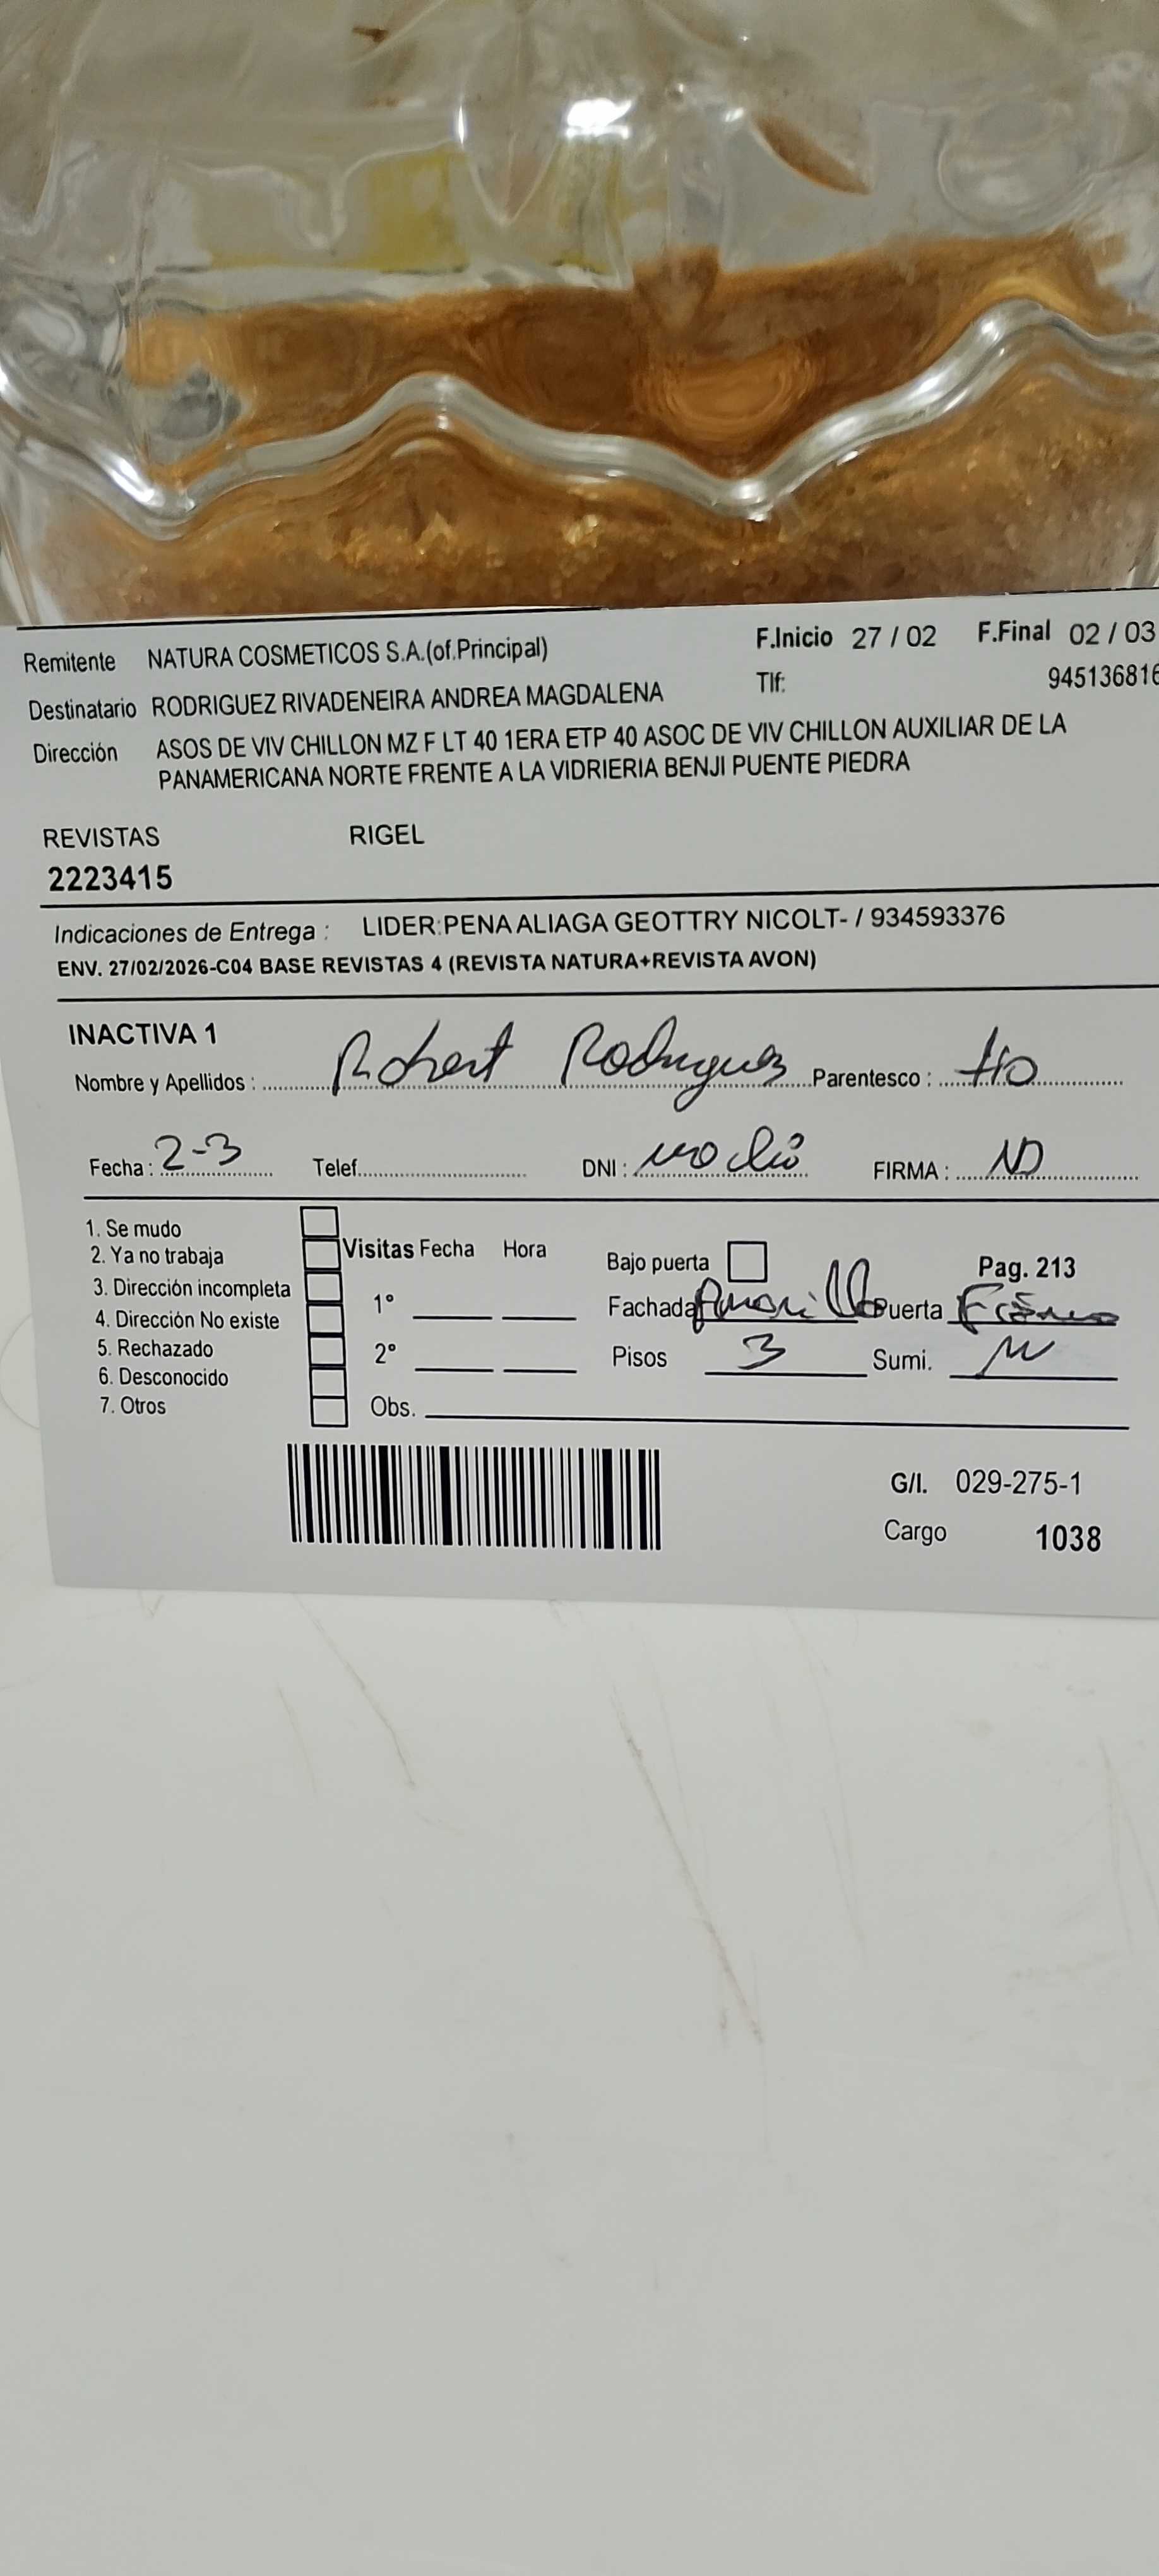 Remitente NATURA COSMETICOS S.A.(of.Principal) F.Inicio 27 / 02 F.Final 02 / 03
Destinatario RODRIGUEZ RIVADENEIRA ANDREA MAGDALENA Tlf: 945136816
Dirección ASOS DE VIV CHILLON MZ F LT 40 1ERA ETP 40 ASOC DE VIV CHILLON AUXILIAR DE LA
PANAMERICANA NORTE FRENTE A LA VIDRIERIA BENJI PUENTE PIEDRA
REVISTAS RIGEL
2223415
Indicaciones de Entrega : LIDER:PENA ALIAGA GEOTTRY NICOLT- / 934593376
ENV. 27/02/2026-C04 BASE REVISTAS 4 (REVISTA NATURA+REVISTA AVON)
INACTIVA 1
Nombre y Apellidos : Robert Rodriguez Parentesco : tio
Fecha : 2-3 Telef. DNI : no dio FIRMA : ND
1. Se mudo
2. Ya no trabaja Visitas Fecha Hora Bajo puerta Pag. 213
3. Dirección incompleta
4. Dirección No existe 1° Fachada Amarillo Puerta
5. Rechazado 2° Pisos 3 Sumi.
6. Desconocido
7. Otros Obs.
G/I. 029-275-1
Cargo 1038